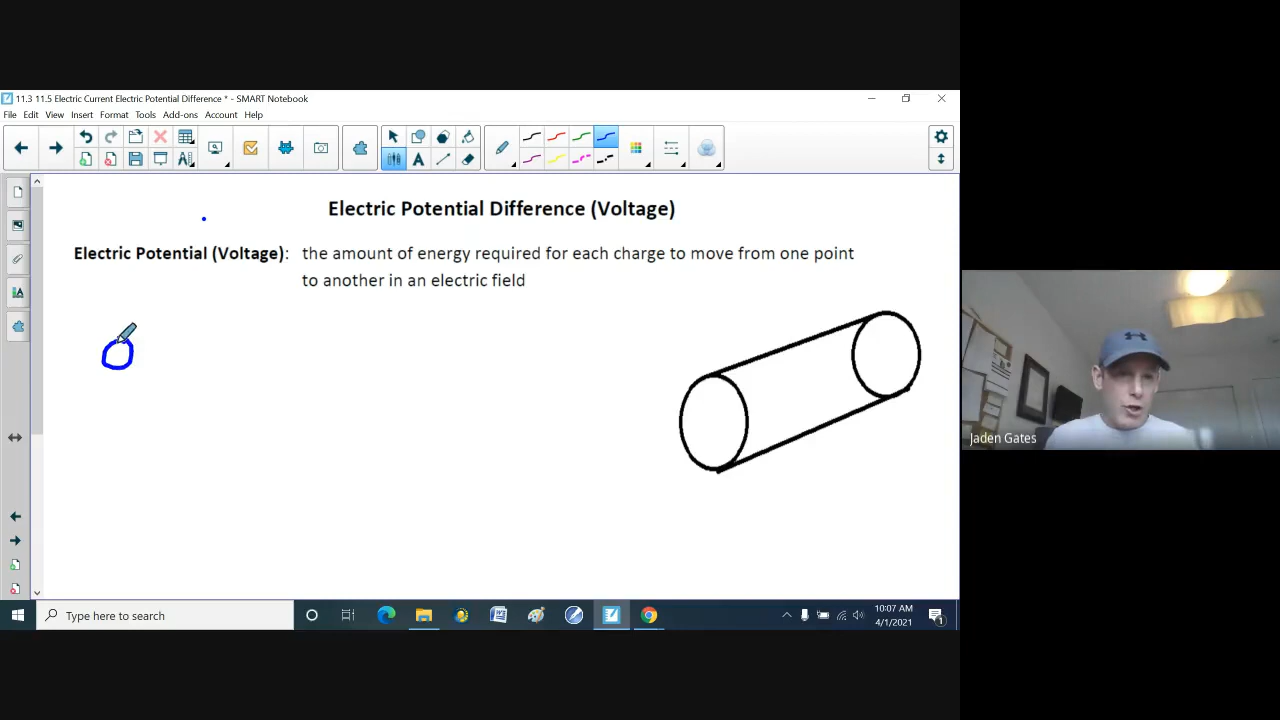 11.3 11.5 Electric Current Electric Potential Difference * - SMART Notebook
File Edit View Insert Format Tools Add-ons Account Help
Electric Potential Difference (Voltage)
Electric Potential (Voltage): the amount of energy required for each charge to move from one point
to another in an electric field
Jaden Gates
Type here to search
10:07 AM
4/1/2021
1